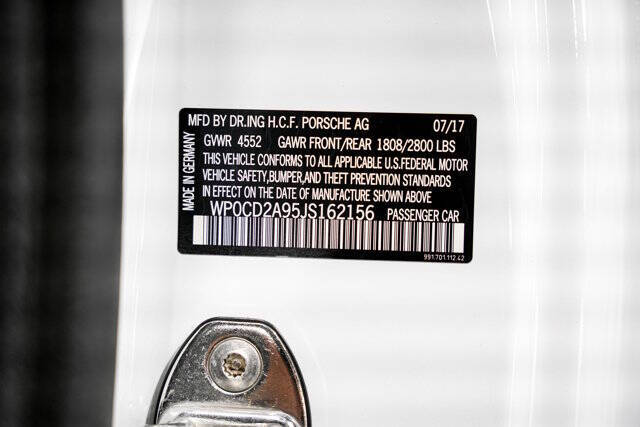 MFD BY DR.ING H.C.F. PORSCHE AG 07/17
GVWR 4552 GAWR FRONT/REAR 1808/2800 LBS
THIS VEHICLE CONFORMS TO ALL APPLICABLE U.S.FEDERAL MOTOR
VEHICLE SAFETY,BUMPER,AND THEFT PREVENTION STANDARDS
IN EFFECT ON THE DATE OF MANUFACTURE SHOWN ABOVE
WP0CD2A95JS162156 PASSENGER CAR
991.701.112.42
MADE IN GERMANY